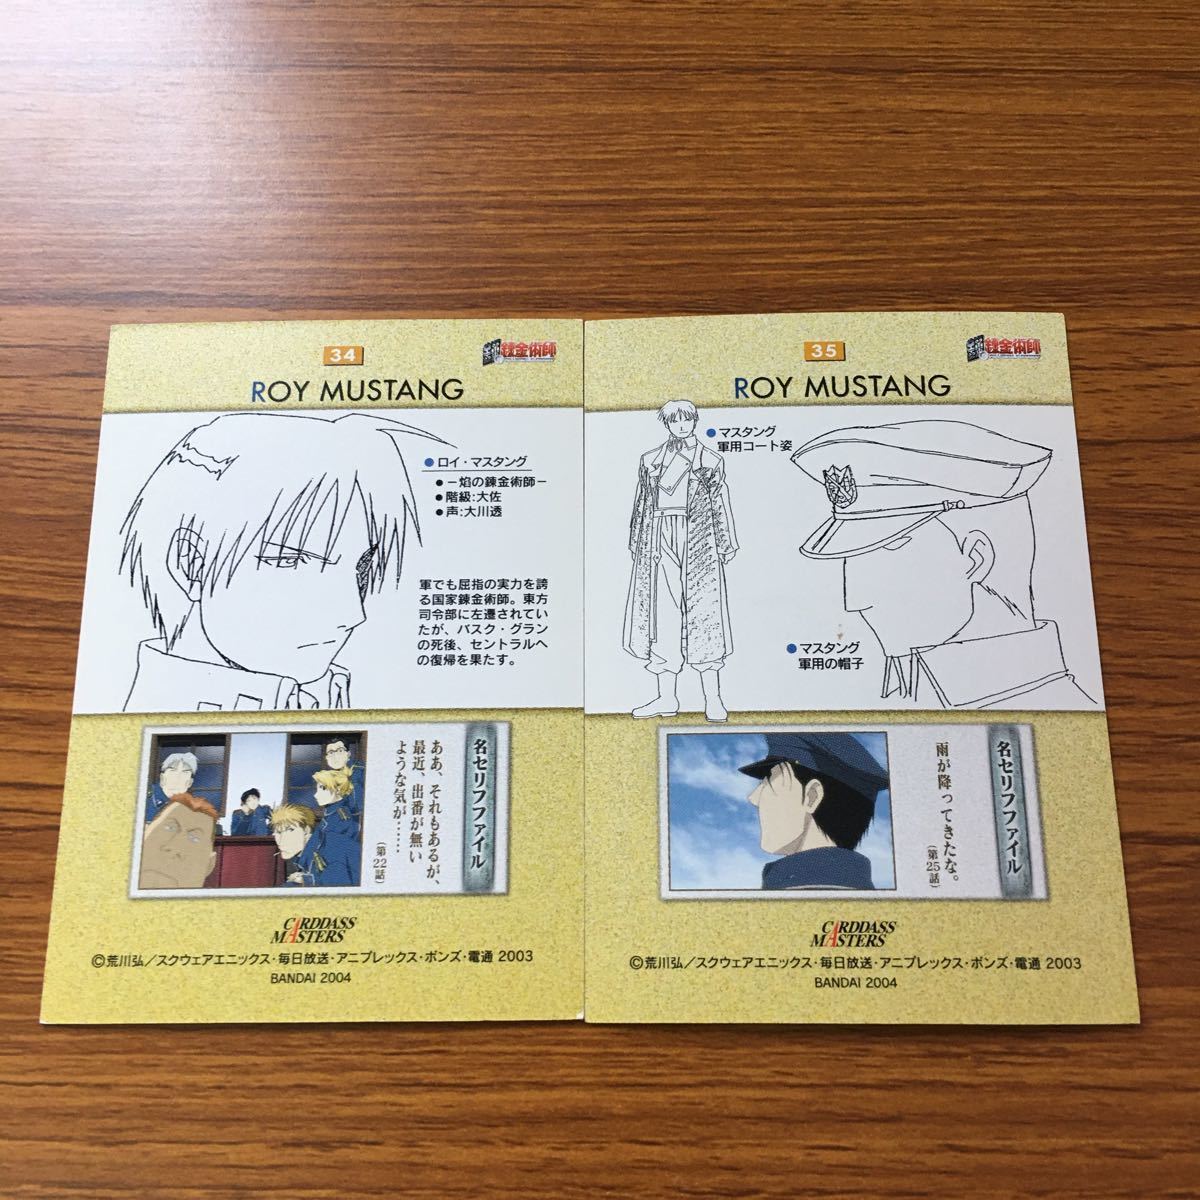 34
鋼の錬金術師
ROY MUSTANG
●ロイ・マスタング
●−焔の錬金術師−
●階級:大佐
●声:大川透
軍でも屈指の実力を誇
る国家錬金術師。東方
司令部に左遷されてい
たが、バスク・グラン
の死後、セントラルへ
の復帰を果たす。
名セリフファイル
ああ、それもあるが、
最近、出番が無い
ような気が……
(第22話)
CARDDASS
MASTERS
©荒川弘/スクウェアエニックス・毎日放送・アニプレックス・ボンズ・電通 2003
BANDAI 2004
35
鋼の錬金術師
ROY MUSTANG
●マスタング
軍用コート姿
●マスタング
軍用の帽子
名セリフファイル
雨が降ってきたな。
(第25話)
CARDDASS
MASTERS
©荒川弘/スクウェアエニックス・毎日放送・アニプレックス・ボンズ・電通 2003
BANDAI 2004